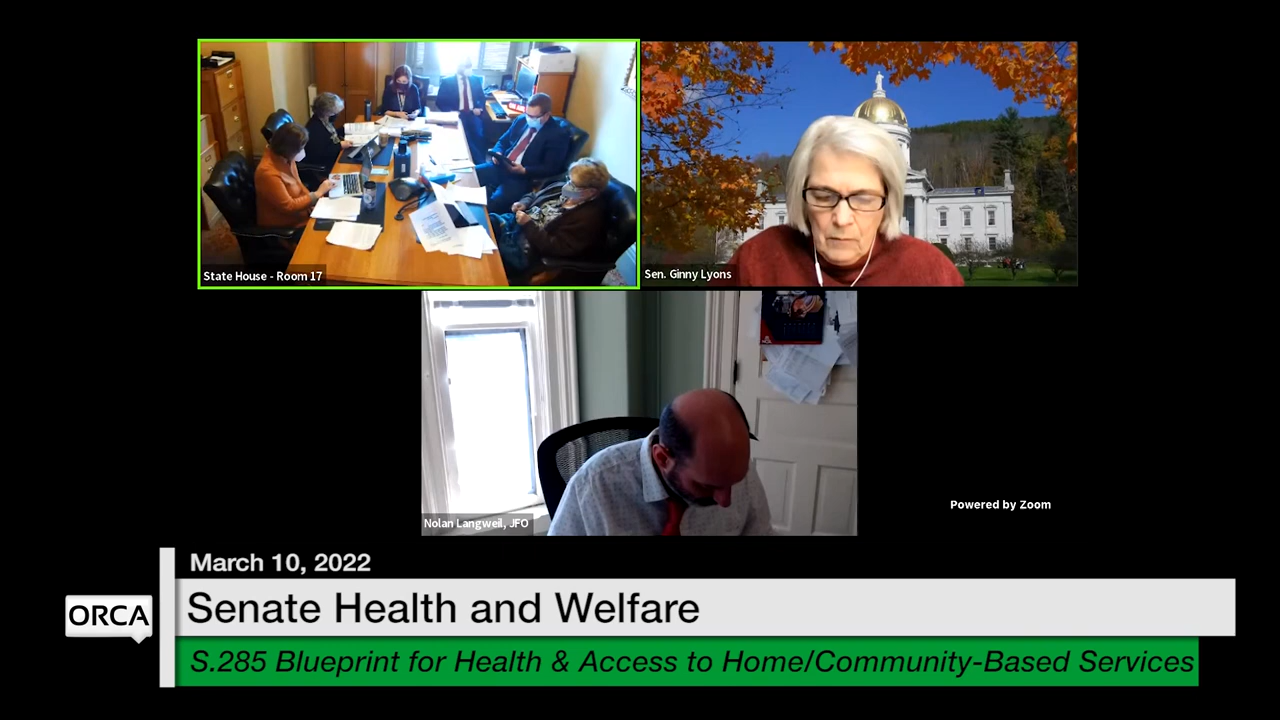 State House - Room 17
Sen. Ginny Lyons
Nolan Langweil, JFO
Powered by Zoom
March 10, 2022
ORCA
Senate Health and Welfare
S.285 Blueprint for Health & Access to Home/Community-Based Services